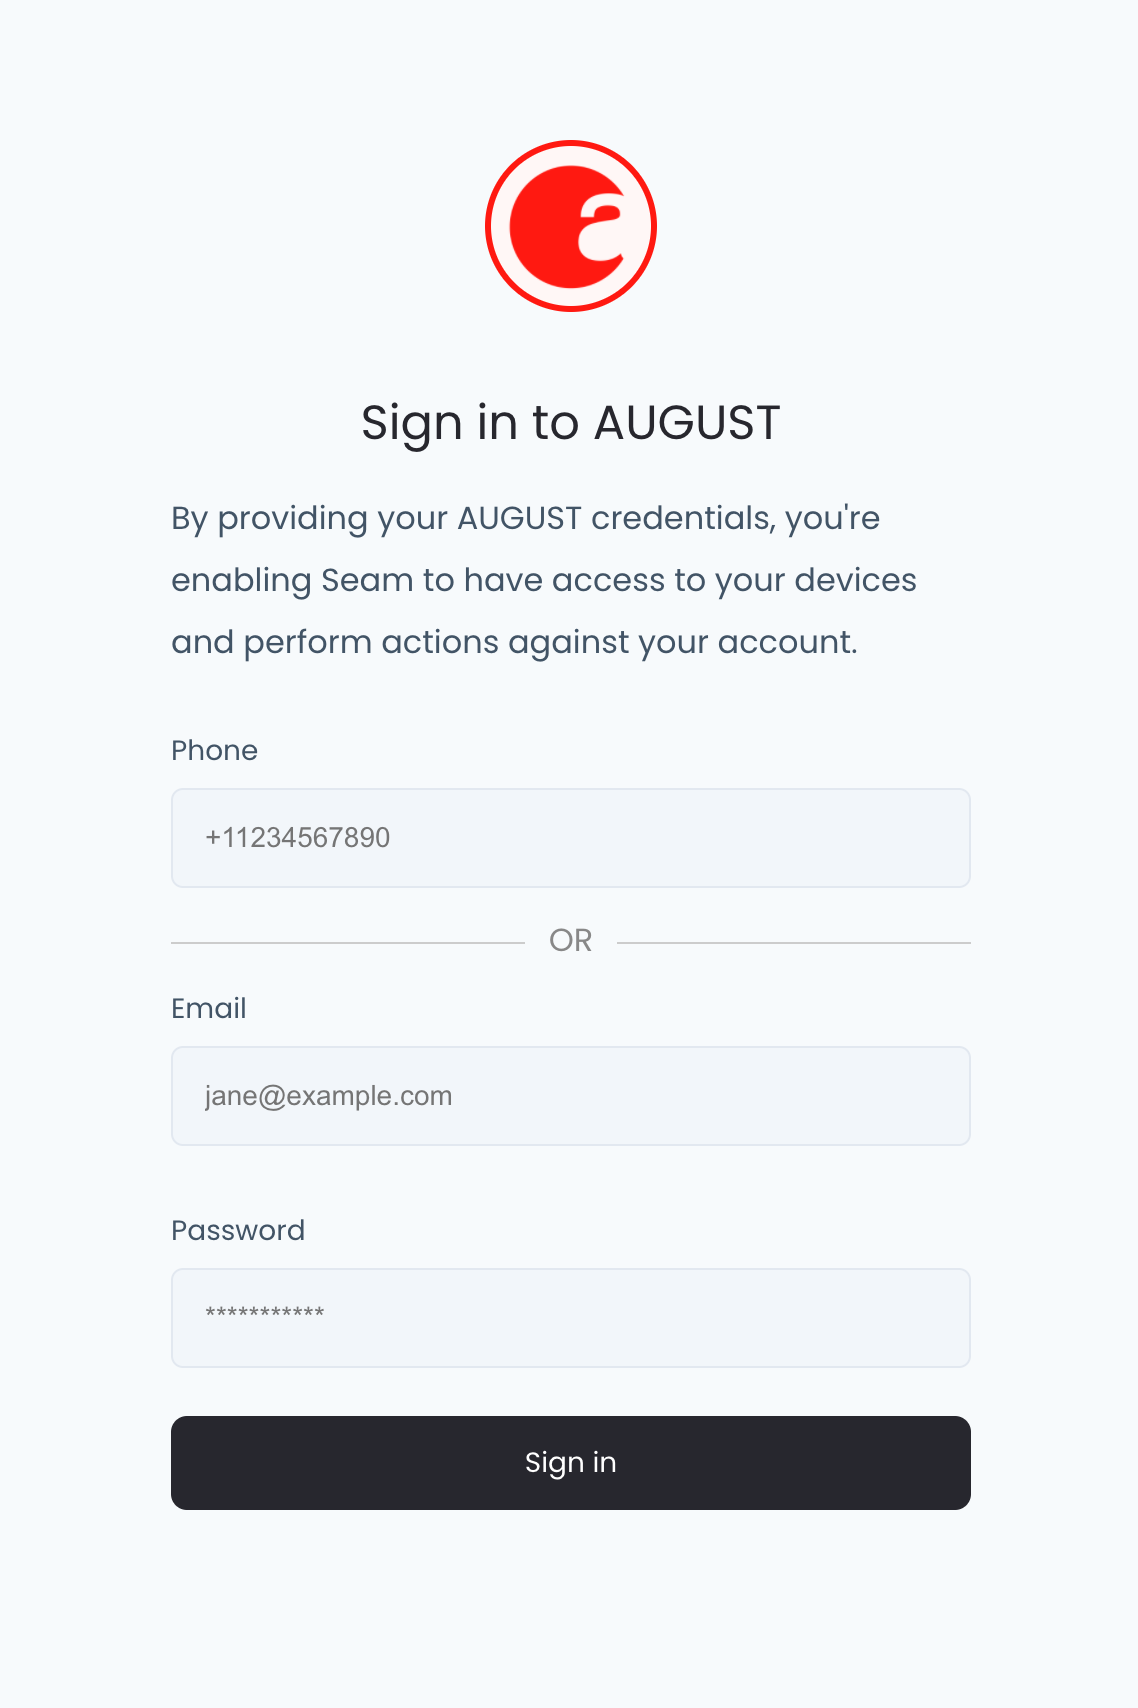 a
Sign in to AUGUST
By providing your AUGUST credentials, you're
enabling Seam to have access to your devices
and perform actions against your account.
Phone
+11234567890
OR
Email
jane@example.com
Password
***********
Sign in